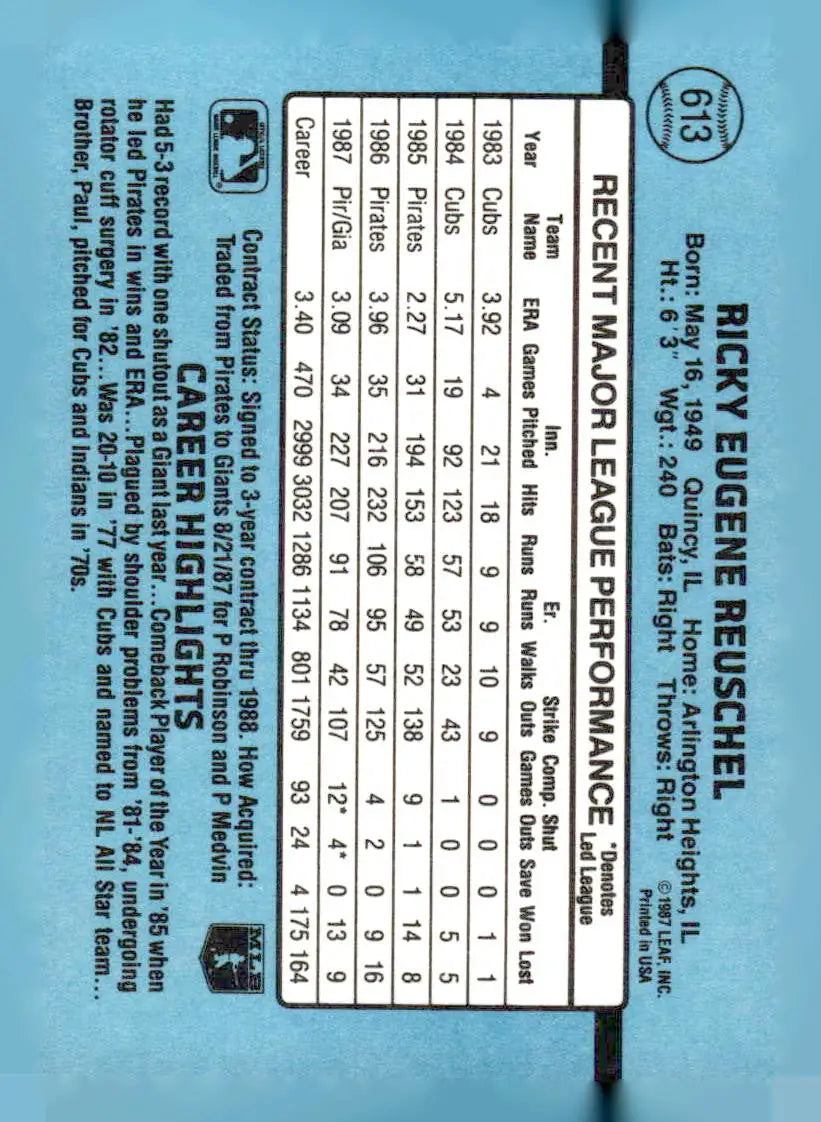 613
RICKY EUGENE REUSCHEL
Born: May 16, 1949 Quincy, IL Home: Arlington Heights, IL
Ht.: 6'3" Wgt.: 240 Bats: Right Throws: Right
© 1987 LEAF, INC.
Printed in USA
RECENT MAJOR LEAGUE PERFORMANCE *Denotes Led League
Year Team Name ERA Games Inn. Pitched Hits Runs Er. Runs Walks Strike Outs Comp. Games Shut Outs Save Won Lost
1983 Cubs 3.92 4 21 18 9 9 10 9 0 0 0 1 1
1984 Cubs 5.17 19 92 123 57 53 23 43 1 0 0 5 5
1985 Pirates 2.27 31 194 153 58 49 52 138 9 1 1 14 8
1986 Pirates 3.96 35 216 232 106 95 57 125 4 2 0 9 16
1987 Pir/Gia 3.09 34 227 207 91 78 42 107 12* 4* 0 13 9
Career 3.40 470 2999 3032 1286 1134 801 1759 93 24 4 175 164
Contract Status: Signed to 3-year contract thru 1988. How Acquired:
Traded from Pirates to Giants 8/21/87 for P Robinson and P Medvin
MLB
CAREER HIGHLIGHTS
Had 5-3 record with one shutout as a Giant last year...Comeback Player of the Year in '85 when
he led Pirates in wins and ERA...Plagued by shoulder problems from '81-'84, undergoing
rotator cuff surgery in '82...Was 20-10 in '77 with Cubs and named to NL All Star team...
Brother, Paul, pitched for Cubs and Indians in '70s.